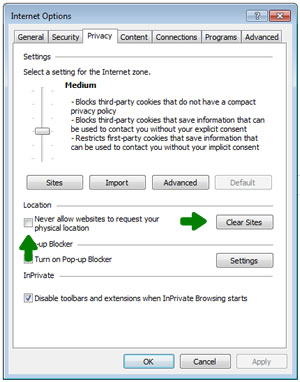 Internet Options
General Security Privacy Content Connections Programs Advanced
Settings
Select a setting for the Internet zone.
Medium
- Blocks third-party cookies that do not have a compact
privacy policy
- Blocks third-party cookies that save information that can
be used to contact you without your explicit consent
- Restricts first-party cookies that save information that
can be used to contact you without your implicit consent
Sites Import Advanced Default
Location
Never allow websites to request your
physical location
Clear Sites
-up Blocker
Turn on Pop-up Blocker
Settings
InPrivate
Disable toolbars and extensions when InPrivate Browsing starts
OK Cancel Apply